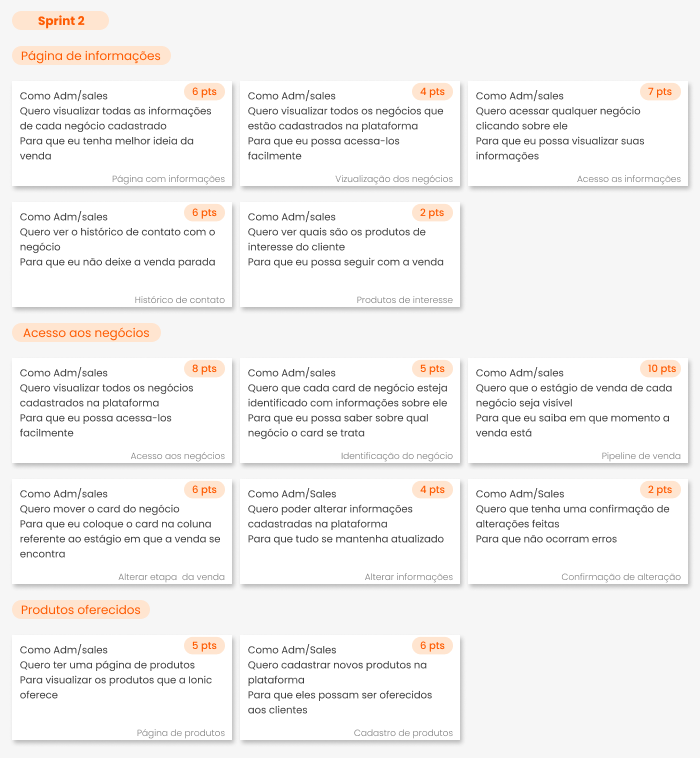 Sprint 2
Página de informações
6 pts
Como Adm/sales
Quero visualizar todas as informações
de cada negócio cadastrado
Para que eu tenha melhor ideia da
venda
Página com informações
4 pts
Como Adm/sales
Quero visualizar todos os negócios que
estão cadastrados na plataforma
Para que eu possa acessa-los
facilmente
Vizualização dos negócios
7 pts
Como Adm/sales
Quero acessar qualquer negócio
clicando sobre ele
Para que eu possa visualizar suas
informações
Acesso as informações
6 pts
Como Adm/sales
Quero ver o histórico de contato com o
negócio
Para que eu não deixe a venda parada
Histórico de contato
2 pts
Como Adm/sales
Quero ver quais são os produtos de
interesse do cliente
Para que eu possa seguir com a venda
Produtos de interesse
Acesso aos negócios
8 pts
Como Adm/sales
Quero visualizar todos os negócios
cadastrados na plataforma
Para que eu possa acessa-los
facilmente
Acesso aos negócios
5 pts
Como Adm/sales
Quero que cada card de negócio esteja
identificado com informações sobre ele
Para que eu possa saber sobre qual
negócio o card se trata
Identificação do negócio
10 pts
Como Adm/sales
Quero que o estágio de venda de cada
negócio seja visível
Para que eu saiba em que momento a
venda está
Pipeline de venda
6 pts
Como Adm/sales
Quero mover o card do negócio
Para que eu coloque o card na coluna
referente ao estágio em que a venda se
encontra
Alterar etapa  da venda
4 pts
Como Adm/Sales
Quero poder alterar informações
cadastradas na plataforma
Para que tudo se mantenha atualizado
Alterar informações
2 pts
Como Adm/Sales
Quero que tenha uma confirmação de
alterações feitas
Para que não ocorram erros
Confirmação de alteração
Produtos oferecidos
5 pts
Como Adm/sales
Quero ter uma página de produtos
Para visualizar os produtos que a Ionic
oferece
Página de produtos
6 pts
Como Adm/Sales
Quero cadastrar novos produtos na
plataforma
Para que eles possam ser oferecidos
aos clientes
Cadastro de produtos